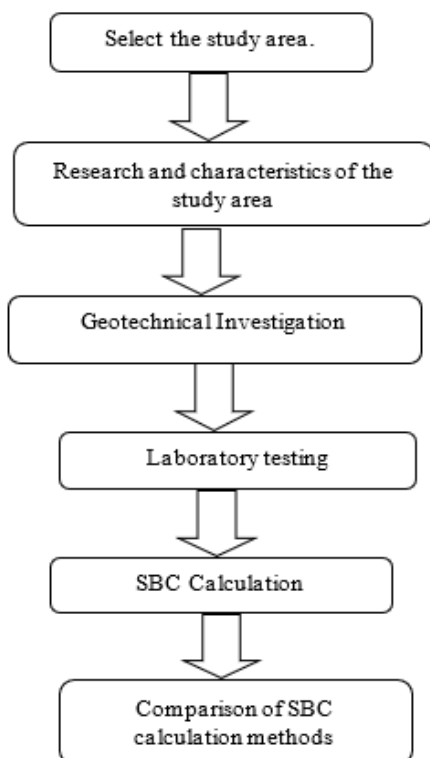 Select the study area.
Research and characteristics of the
study area
Geotechnical Investigation
Laboratory testing
SBC Calculation
Comparison of SBC
calculation methods